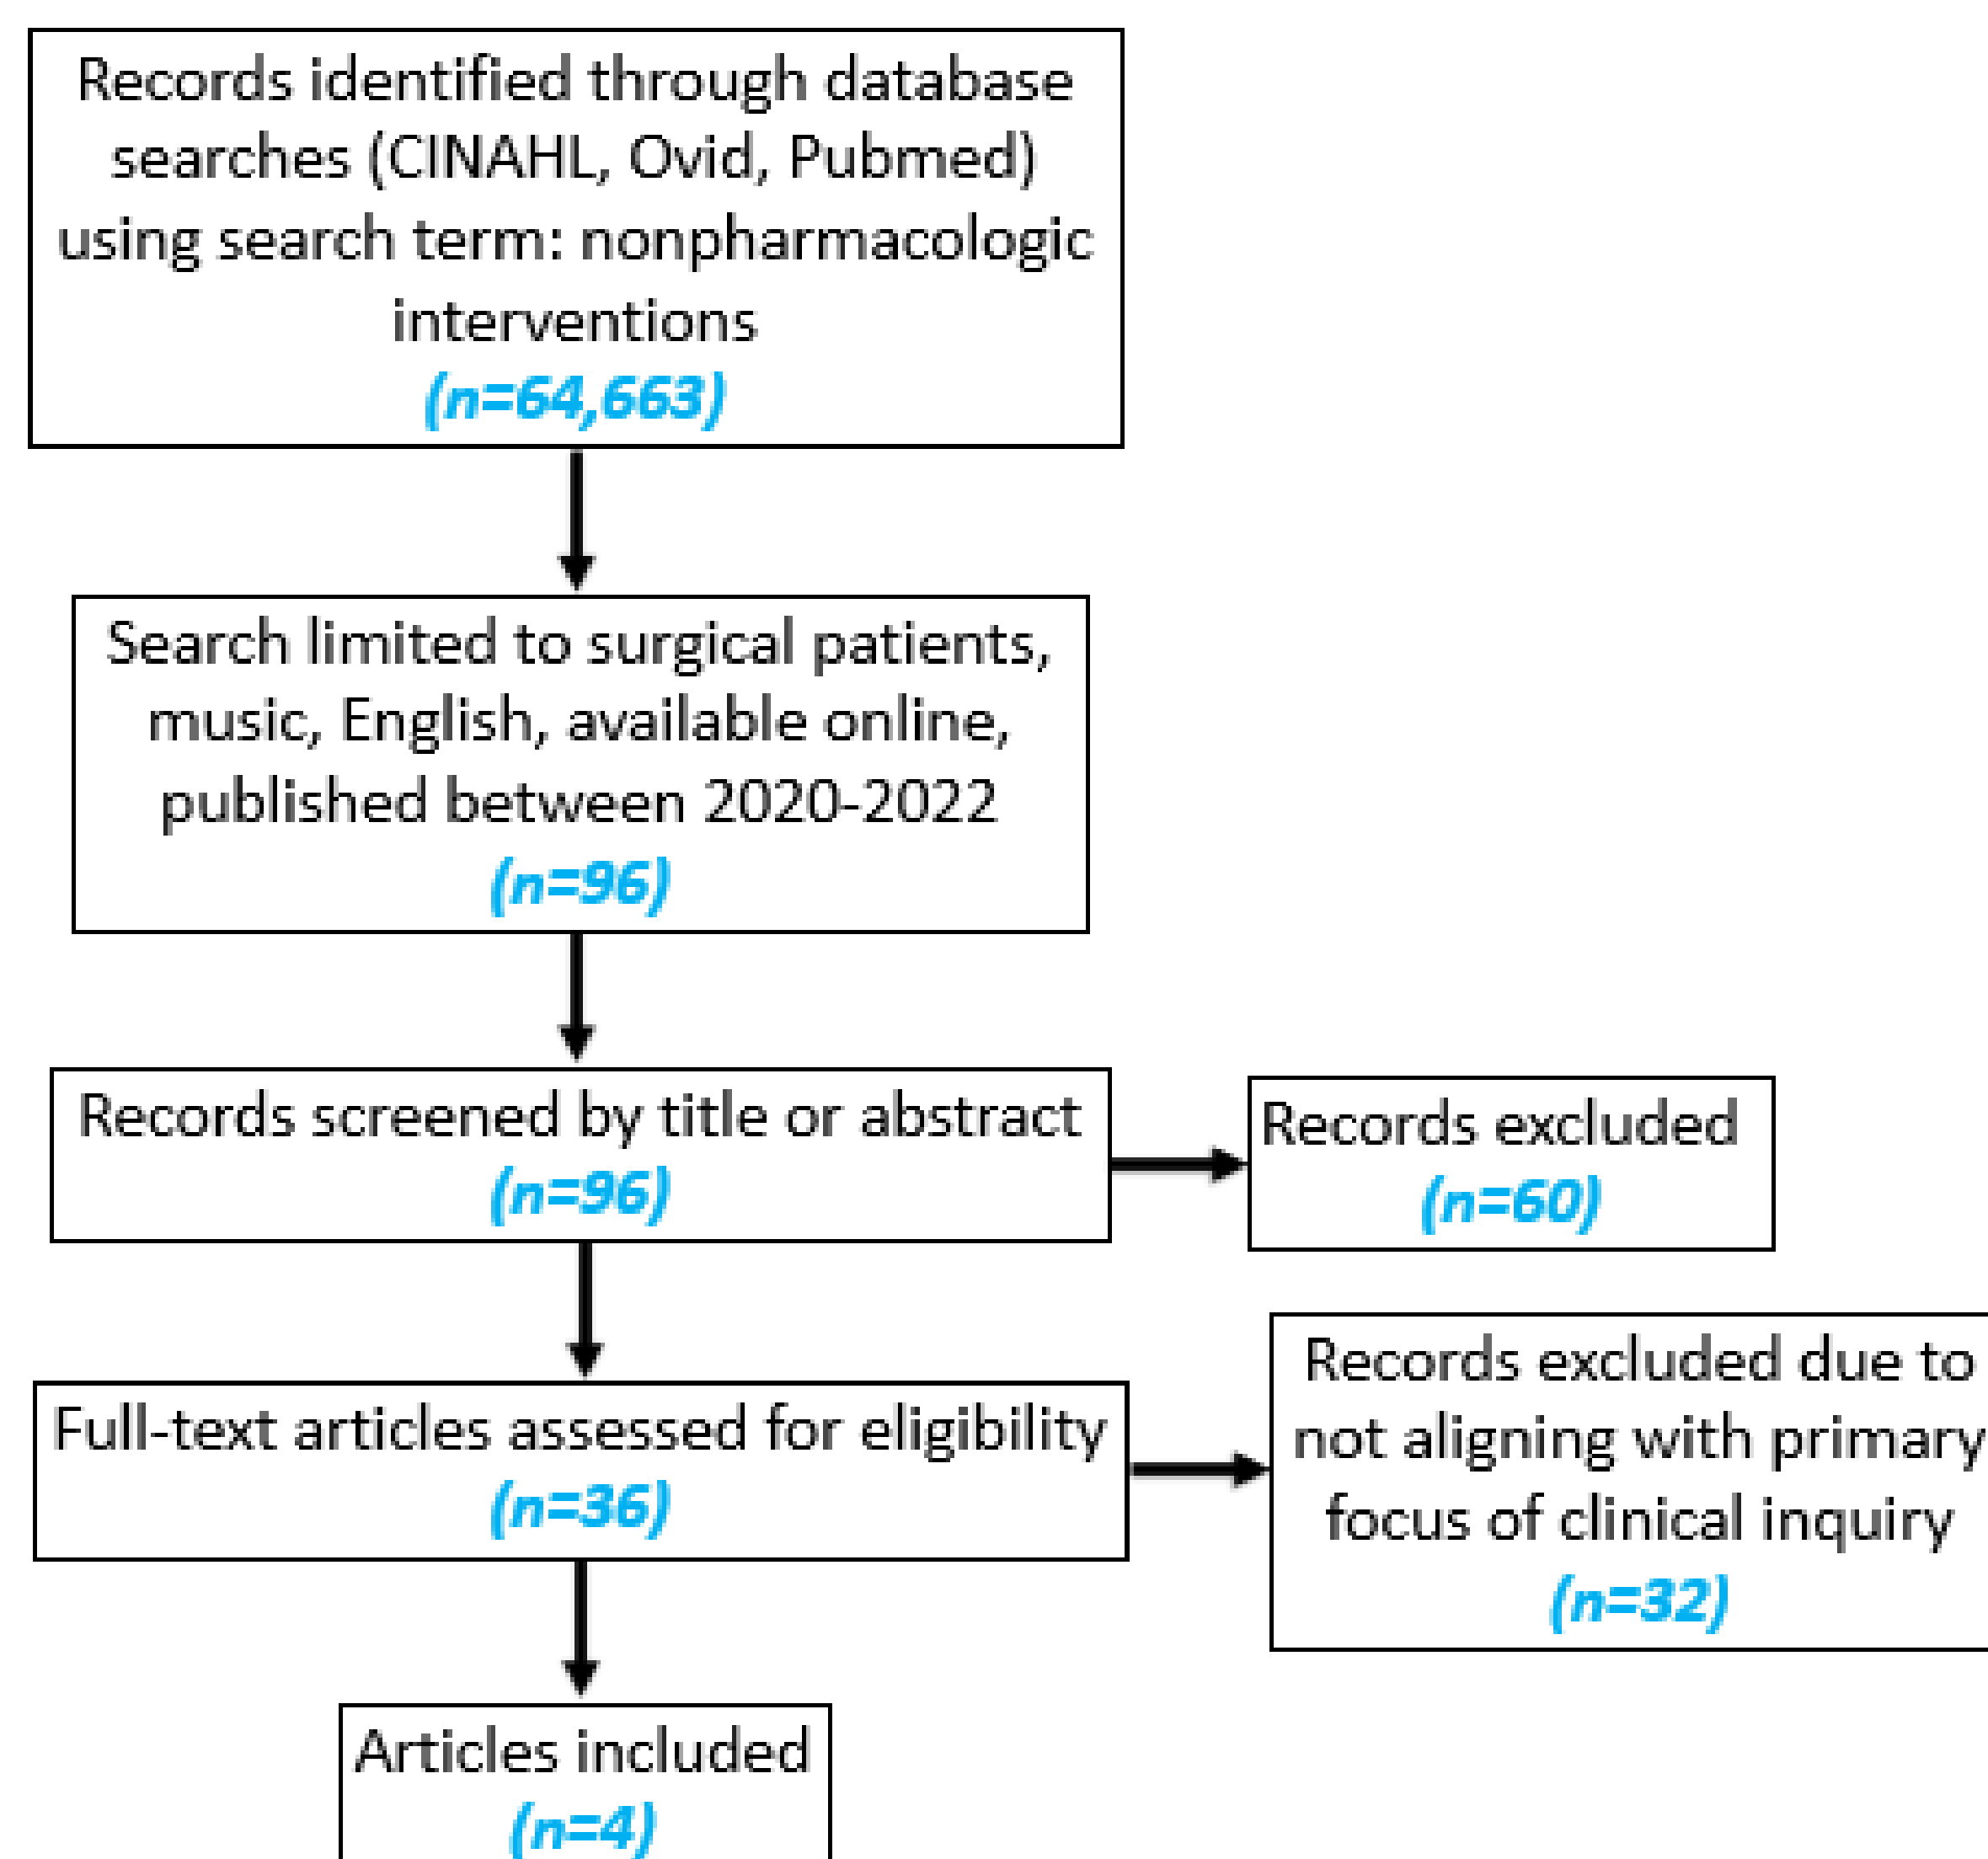 Records identified through database
searches (CINAHL, Ovid, Pubmed)
using search term: nonpharmacologic
interventions
(n=64,663)
Search limited to surgical patients,
music, English, available online,
published between 2020-2022
(n=96)
Records screened by title or abstract
(n=96)
Records excluded
(n=60)
Full-text articles assessed for eligibility
(n=36)
Records excluded due to
not aligning with primary
focus of clinical inquiry
(n=32)
Articles included
(n=4)